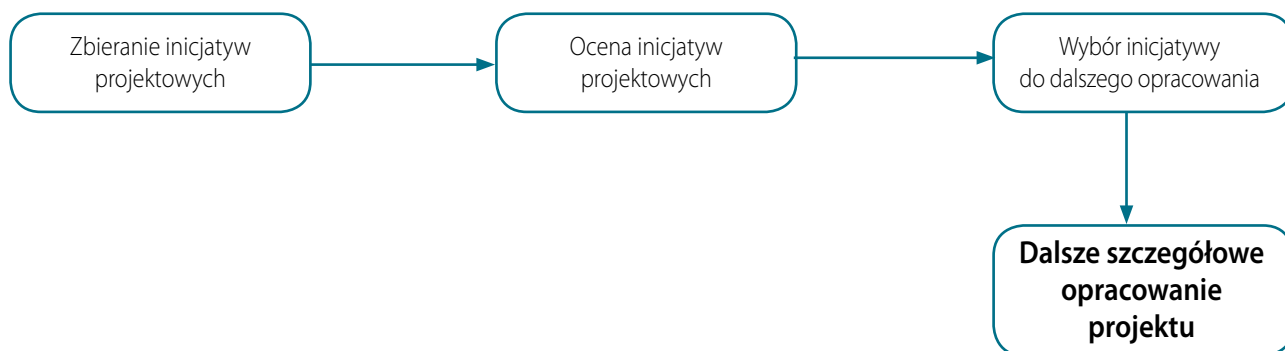 Zbieranie inicjatyw
projektowych
Ocena inicjatyw
projektowych
Wybór inicjatywy
do dalszego opracowania
Dalsze szczegółowe
opracowanie
projektu